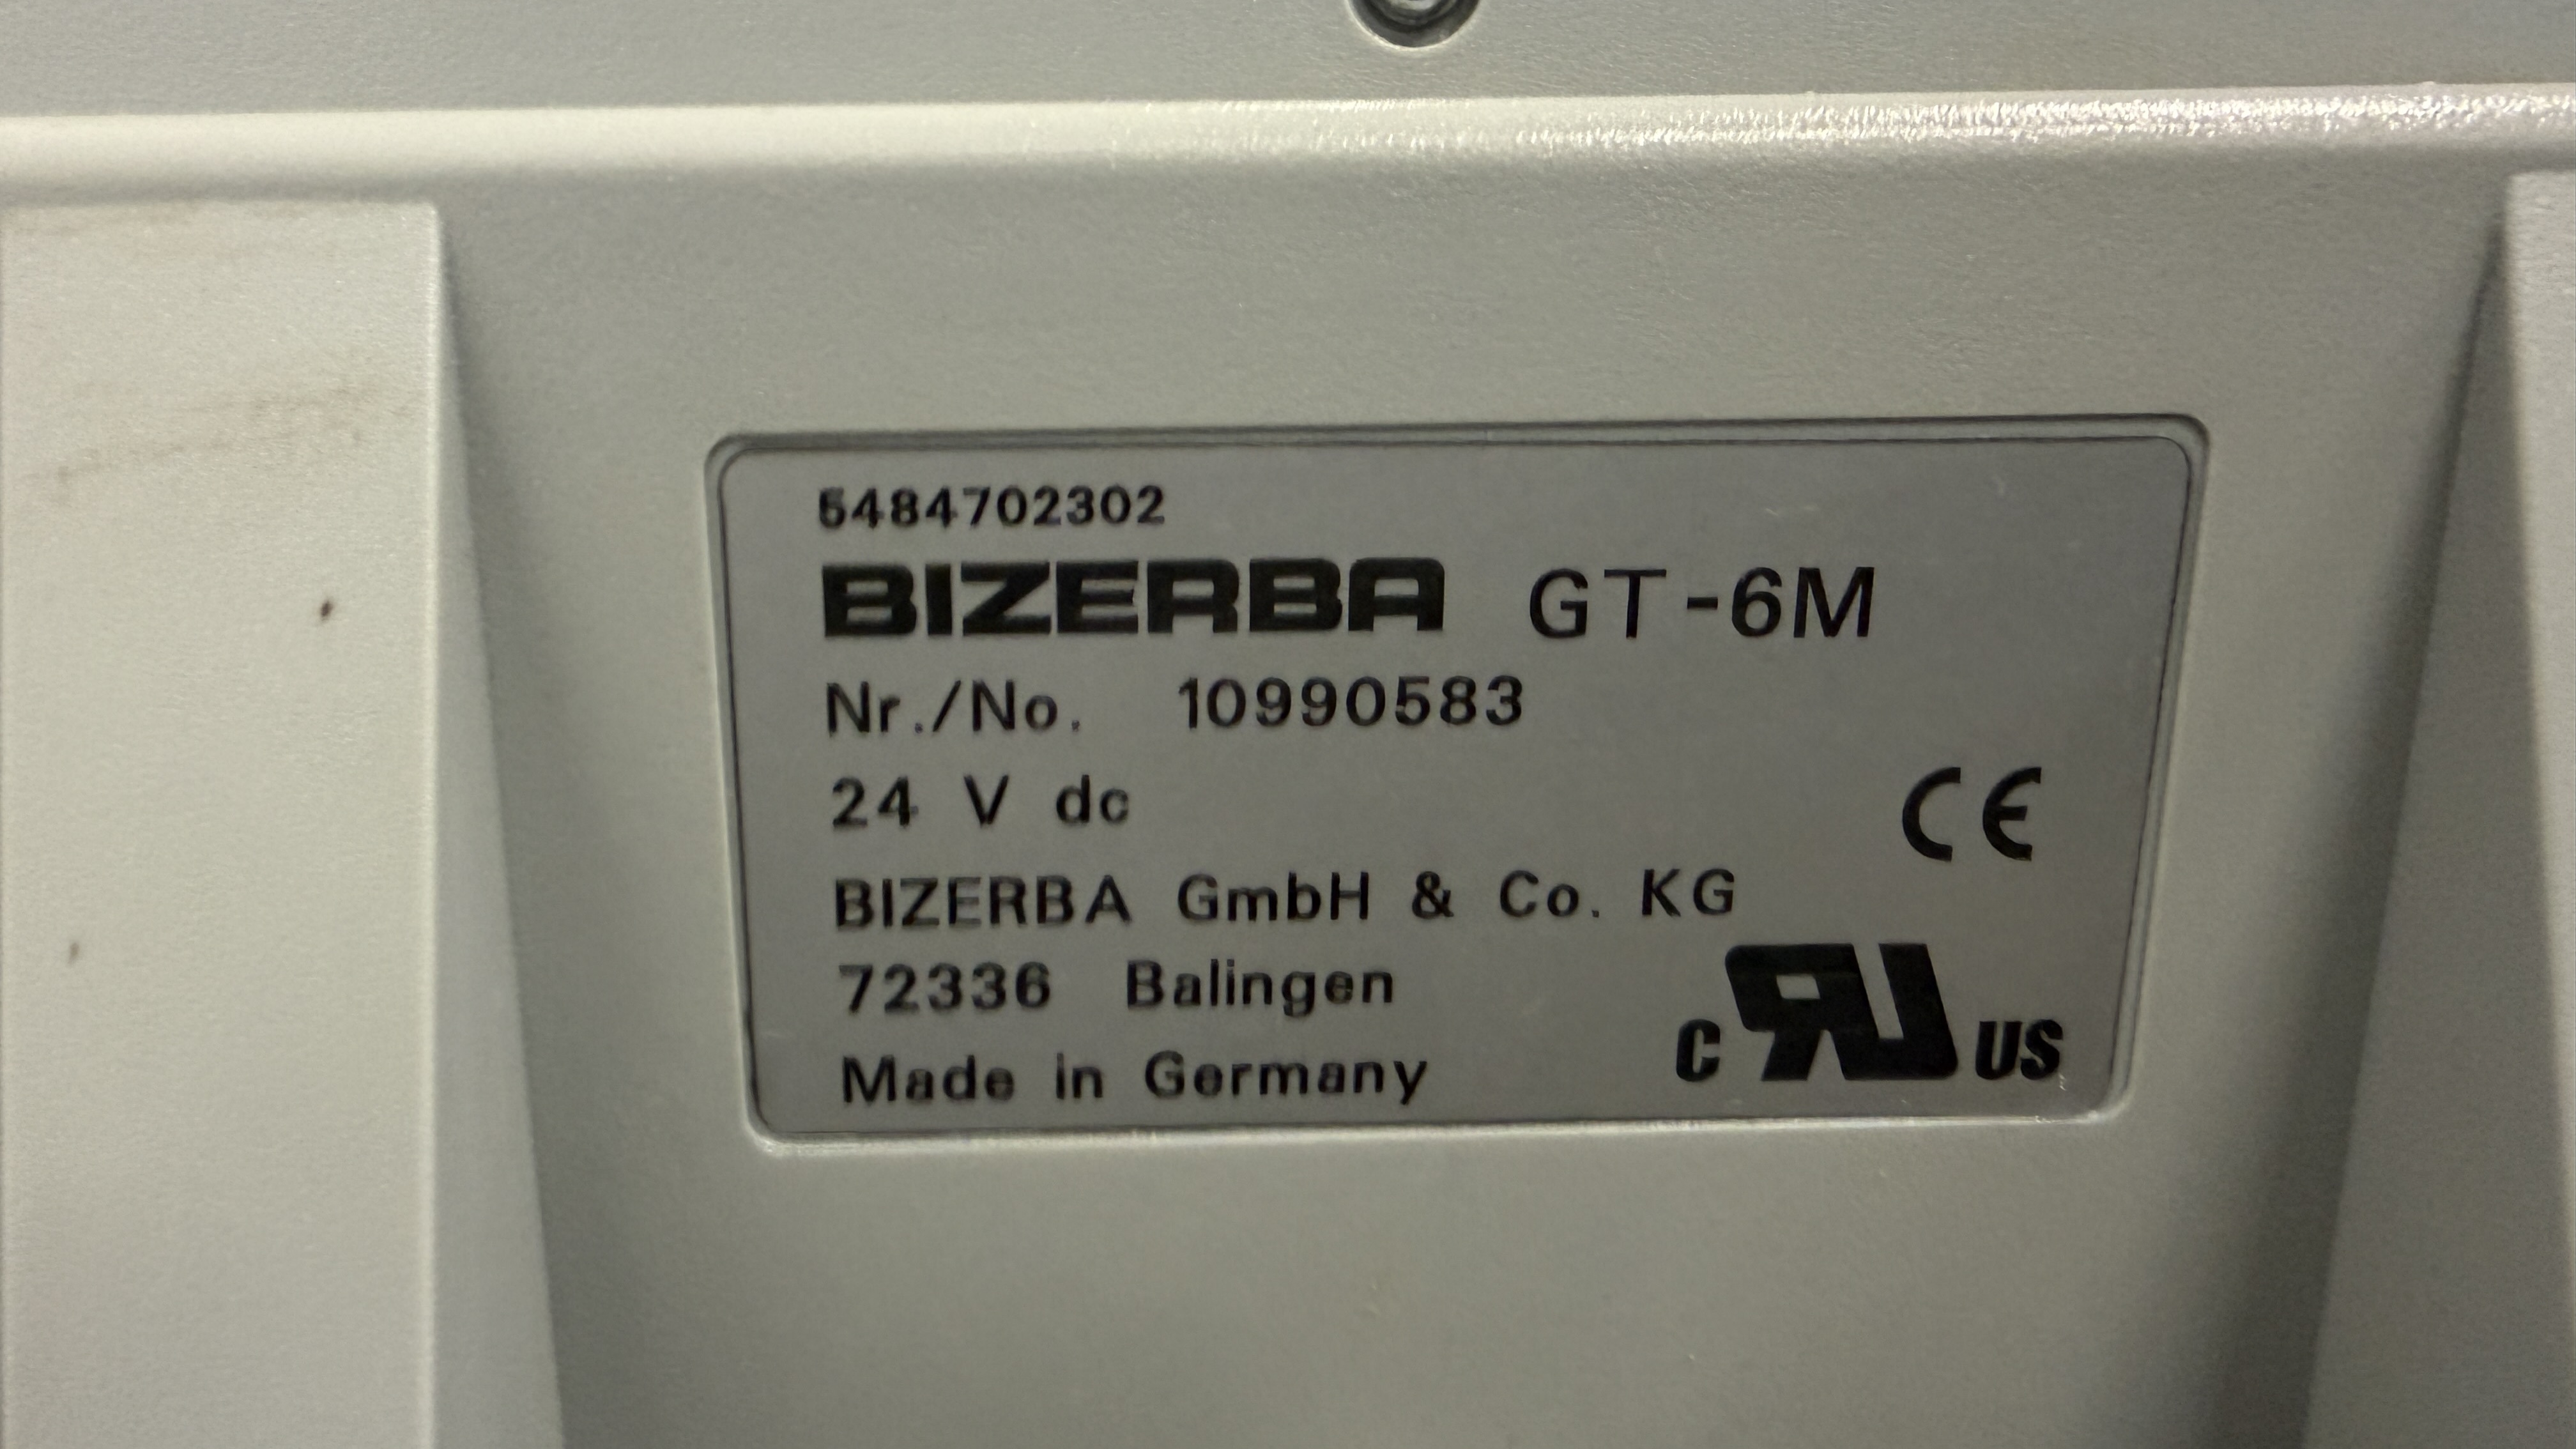 5484702302
BIZERBA GT-6M
Nr./No. 10990583
24 V dc
CE
BIZERBA GmbH & Co. KG
72336 Balingen
C RU US
Made in Germany